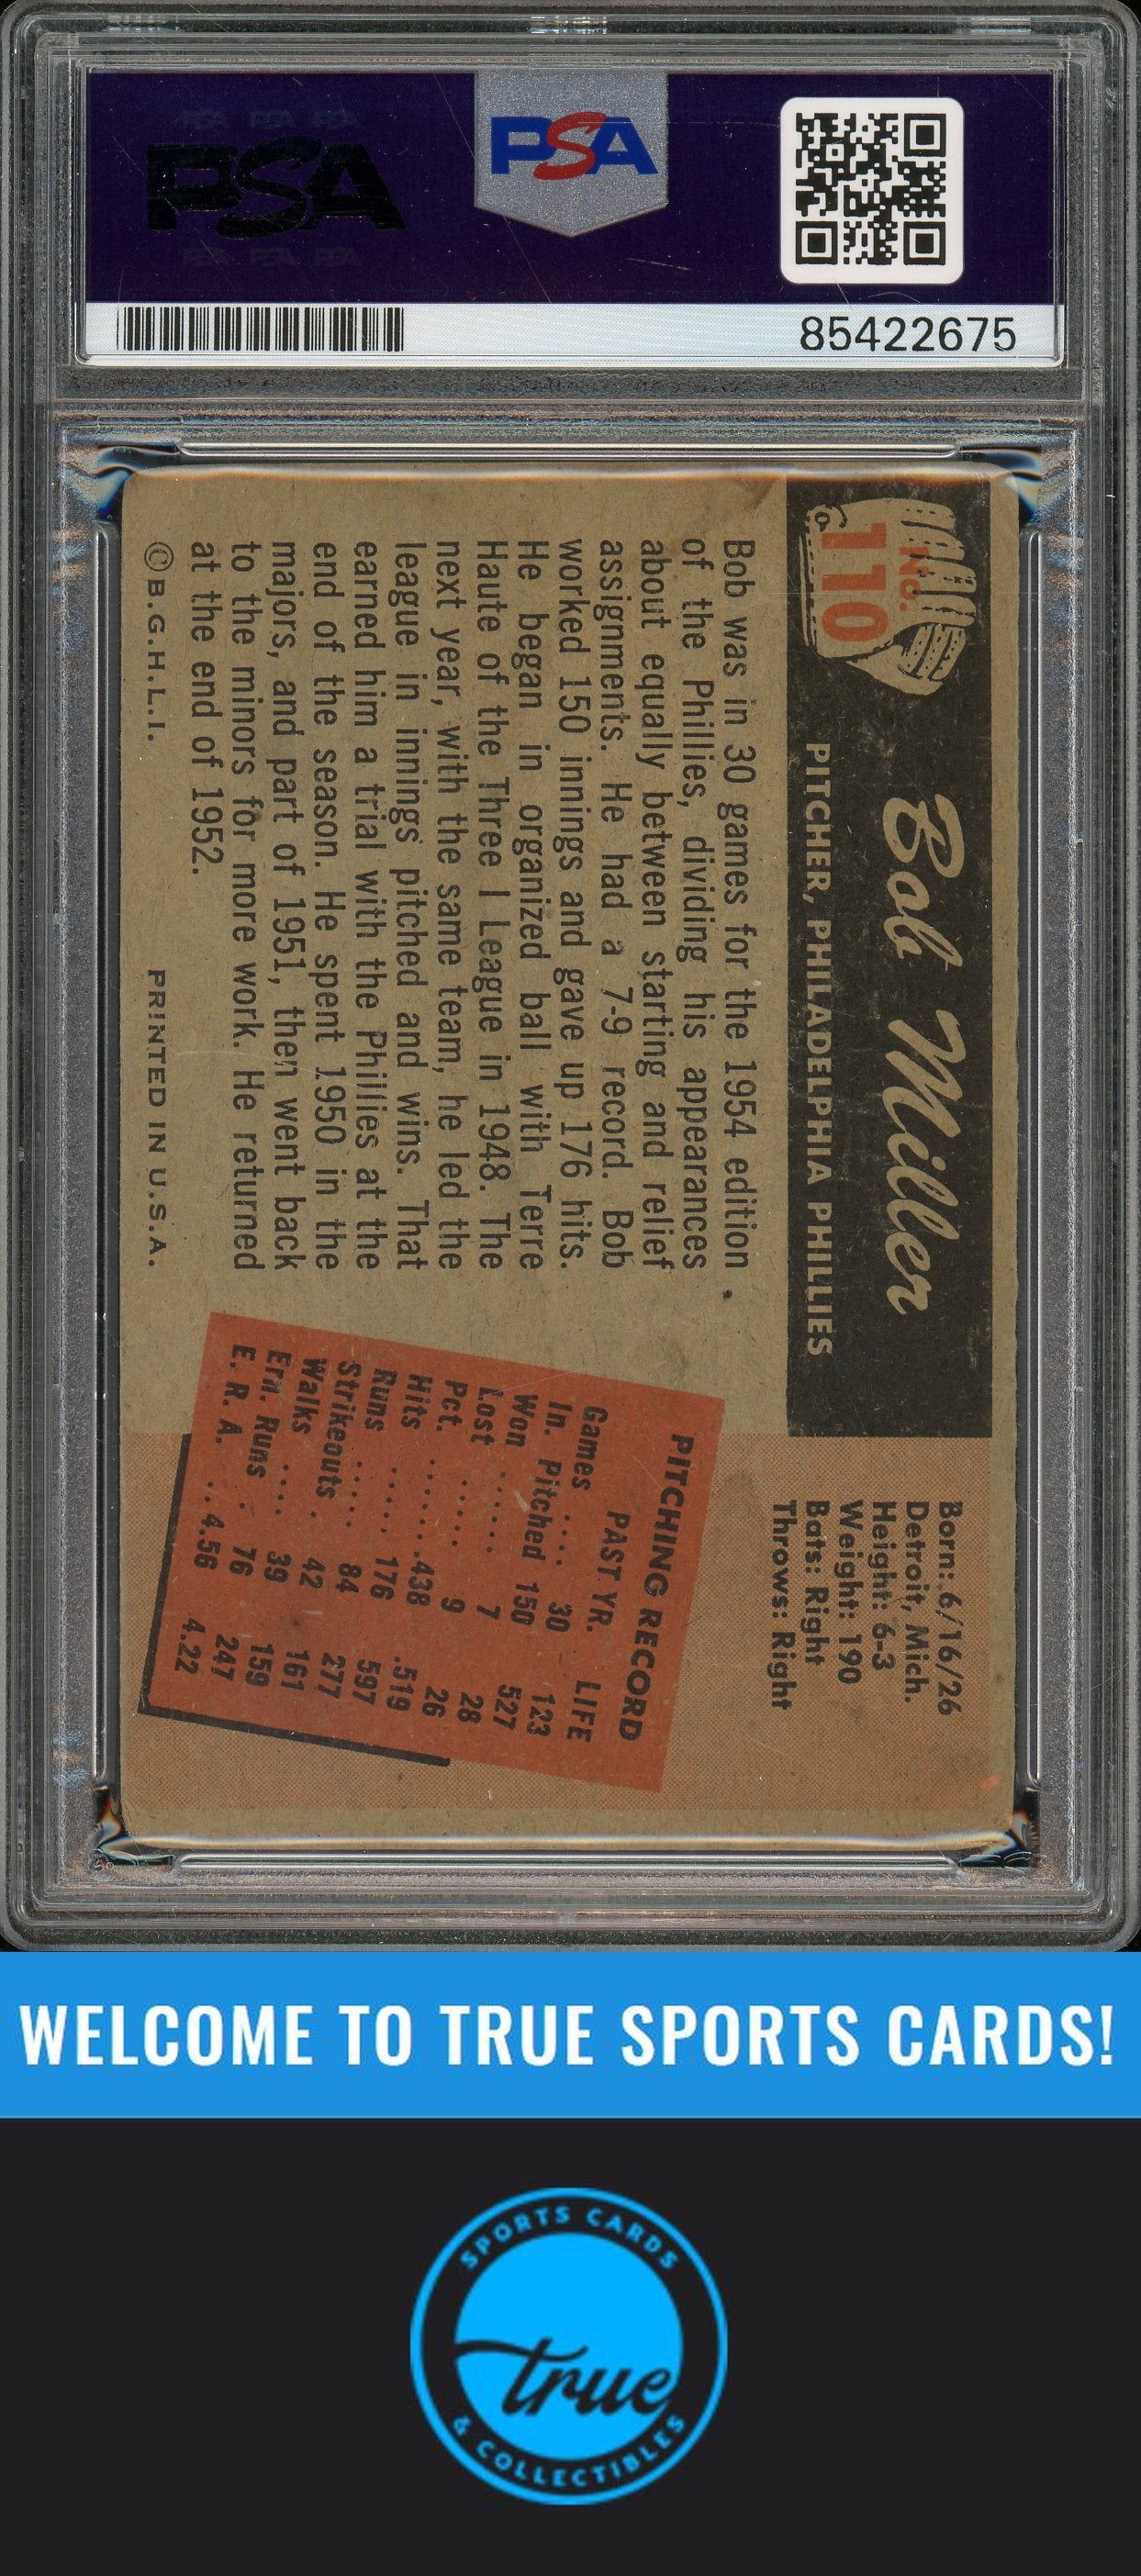 PSA PSA PSA
PSA
PSA PSA PSA
PSA
85422675
No.
110
Bob Miller
PITCHER, PHILADELPHIA PHILLIES
Born: 6/16/26
Detroit, Mich.
Height: 6-3
Weight: 190
Bats: Right
Throws: Right
Bob was in 30 games for the 1954 edition
of the Phillies, dividing his appearances
about equally between starting and relief
assignments. He had a 7-9 record. Bob
worked 150 innings and gave up 176 hits.
He began in organized ball with Terre
Haute of the Three I League in 1948. The
next year, with the same team, he led the
league in innings pitched and wins. That
earned him a trial with the Phillies at the
end of the season. He spent 1950 in the
majors, and part of 1951, then went back
to the minors for more work. He returned
at the end of 1952.
© B.G.H.L.I. PRINTED IN U.S.A.
PITCHING RECORD
PAST YR. LIFE
Games .... 30 123
In. Pitched 150 527
Won ...... 7 28
Lost ...... 9 26
Pct. ........ .438 .519
Hits ...... 176 597
Runs ..... 84 277
Strikeouts . 42 161
Walks .... 39 159
Ern. Runs . 76 247
E. R. A. ...4.56 4.22
WELCOME TO TRUE SPORTS CARDS!
SPORTS CARDS
true
& COLLECTIBLES